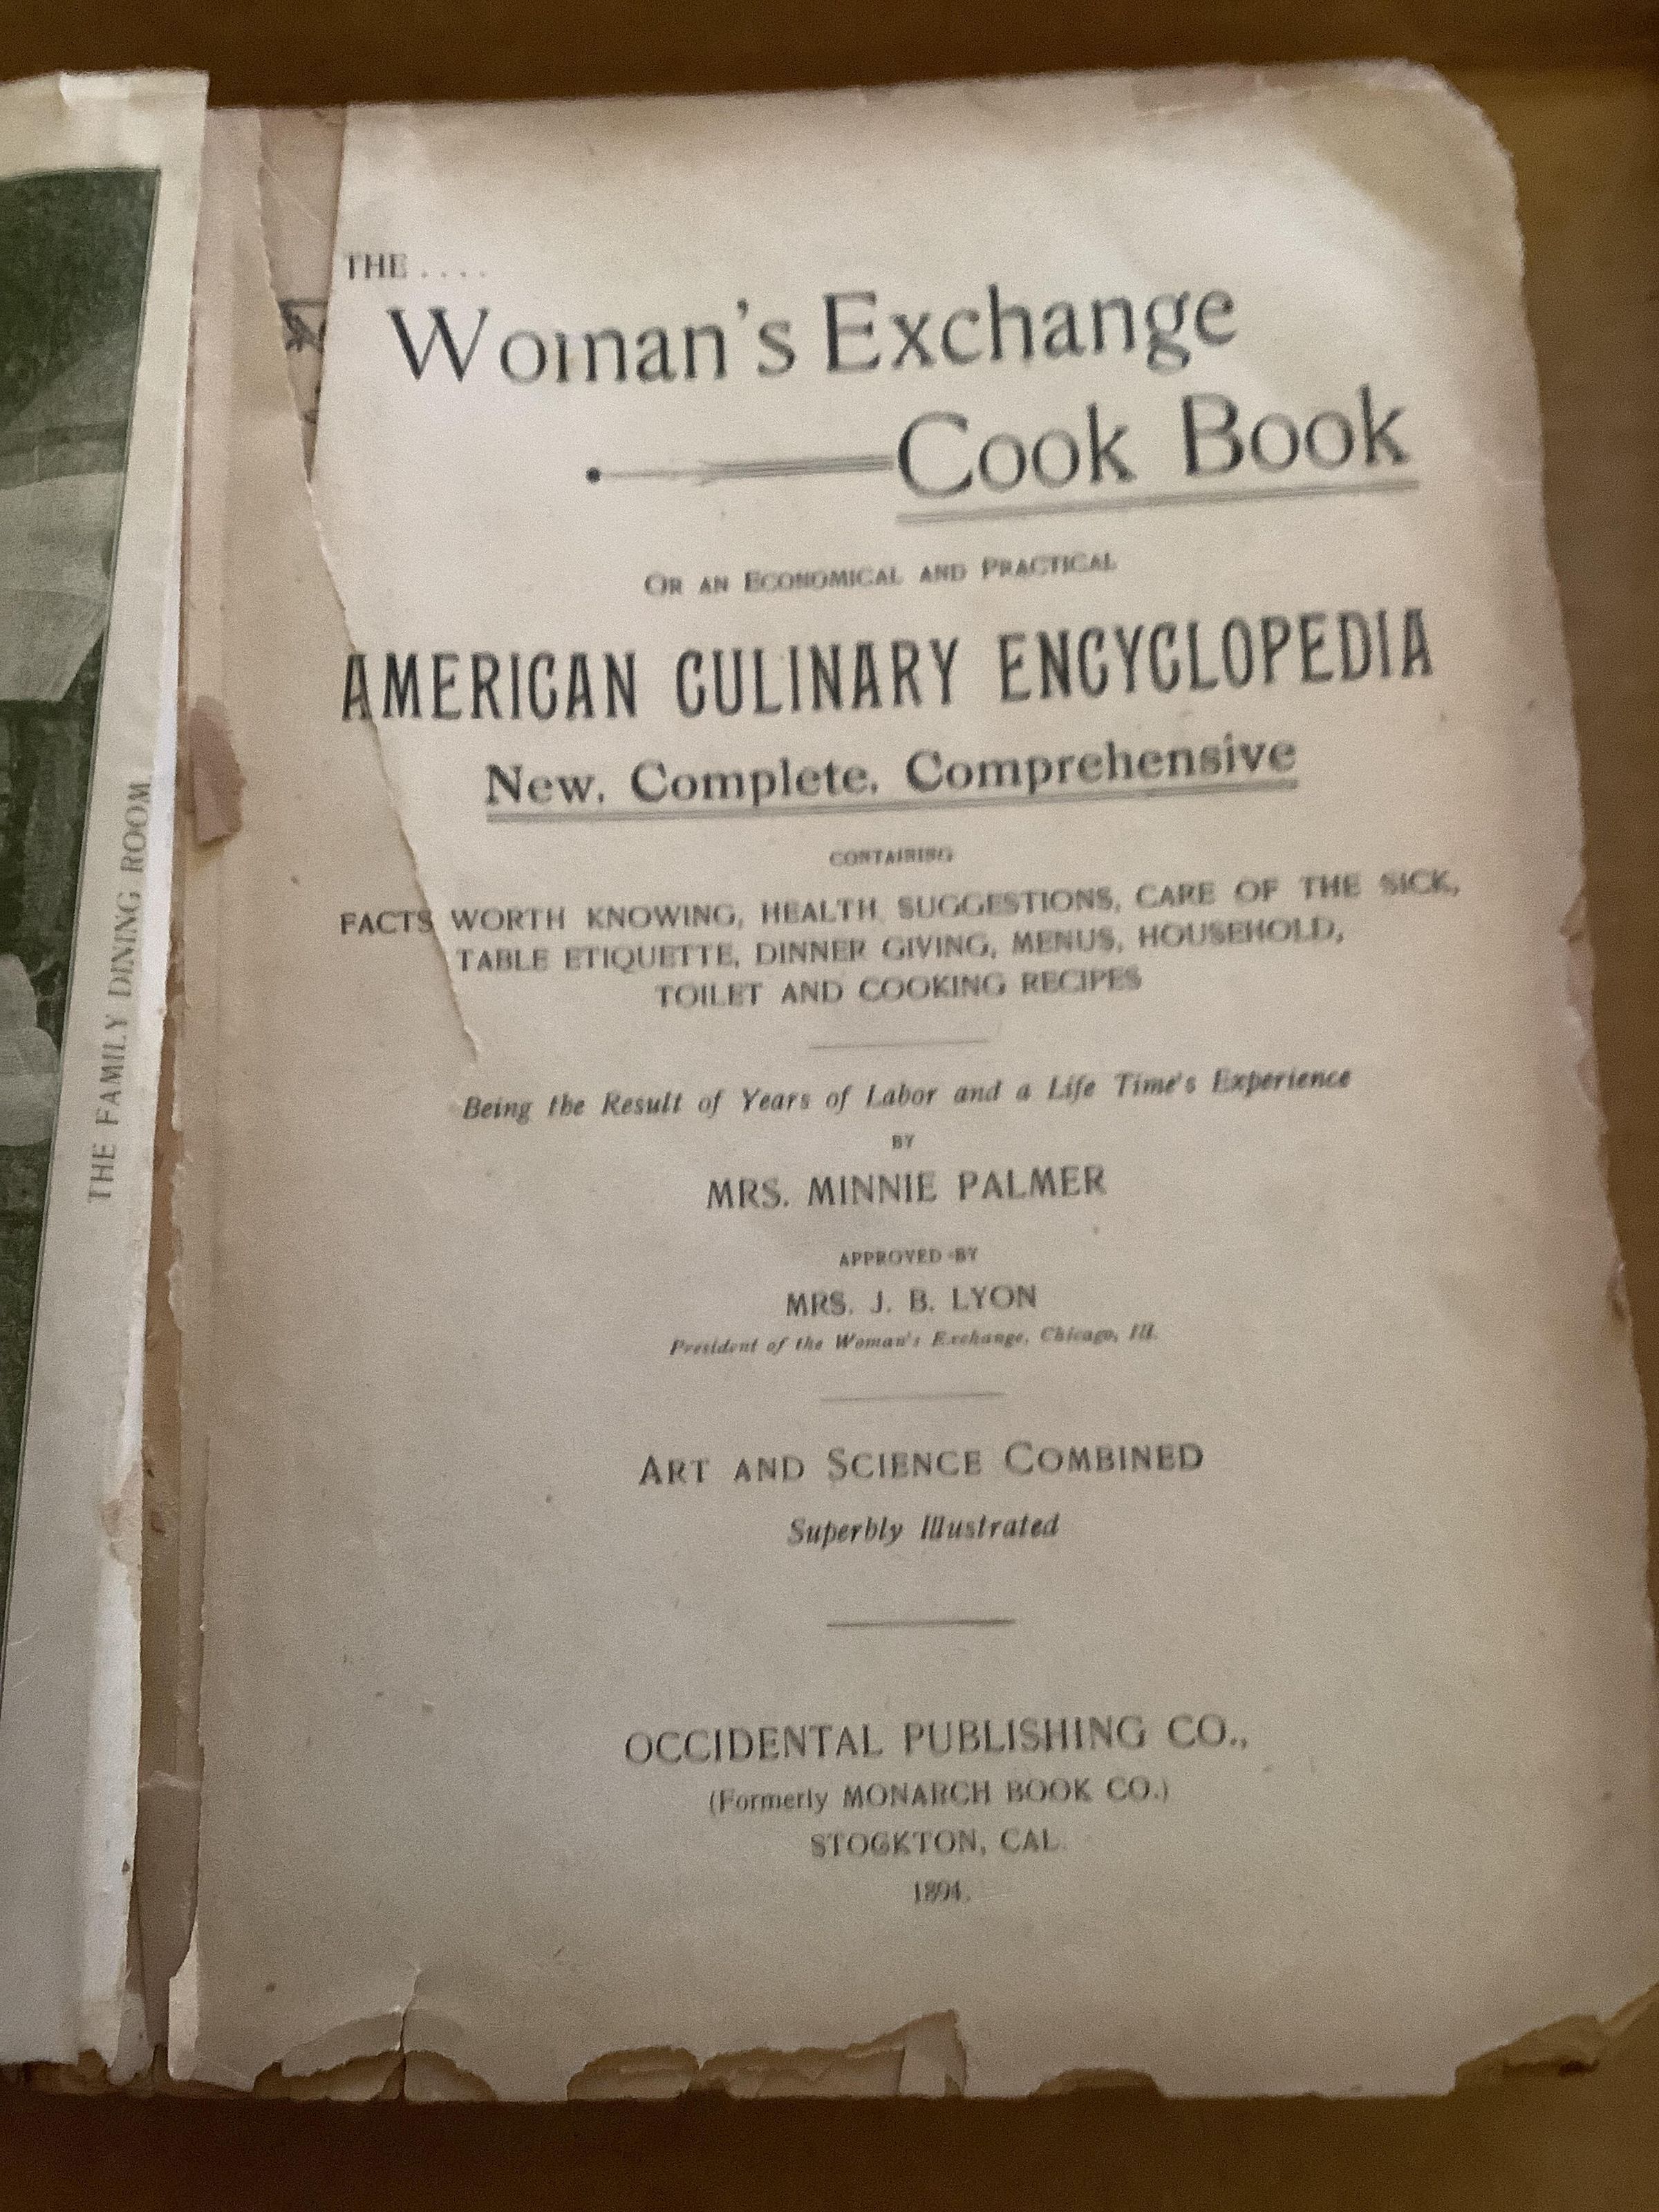 THE FAMILY DINING ROOM
THE ....
Woman's Exchange
Cook Book
OR AN ECONOMICAL AND PRACTICAL
AMERICAN CULINARY ENCYCLOPEDIA
New. Complete. Comprehensive
CONTAINING
FACTS WORTH KNOWING, HEALTH SUGGESTIONS, CARE OF THE SICK,
TABLE ETIQUETTE, DINNER GIVING, MENUS, HOUSEHOLD,
TOILET AND COOKING RECIPES
Being the Result of Years of Labor and a Life Time's Experience
BY
MRS. MINNIE PALMER
APPROVED BY
MRS. J. B. LYON
President of the Woman's Exchange, Chicago, Ill.
ART AND SCIENCE COMBINED
Superbly Illustrated
OCCIDENTAL PUBLISHING CO.,
(Formerly MONARCH BOOK CO.)
STOCKTON, CAL.
1894.